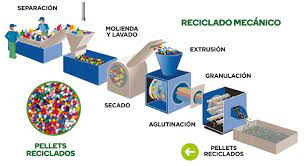 SEPARACIÓN
MOLIENDA
Y LAVADO
RECICLADO MECÁNICO
EXTRUSIÓN
GRANULACIÓN
SECADO
AGLUTINACIÓN
PELLETS
RECICLADOS
PELLETS
RECICLADOS